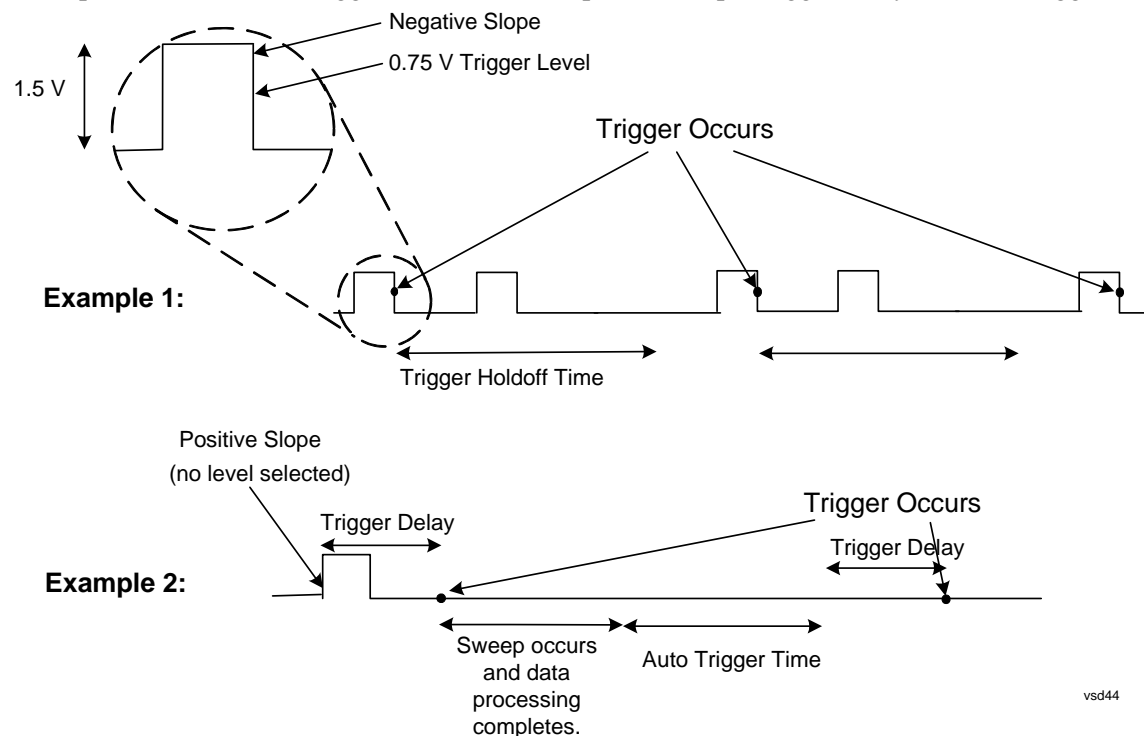 Negative Slope
1.5 V
0.75 V Trigger Level
Trigger Occurs
Example 1:
Trigger Holdoff Time
Positive Slope
(no level selected)
Trigger Delay
Trigger Occurs
Trigger Delay
Example 2:
Sweep occurs
and data
processing
completes.
Auto Trigger Time
vsd44